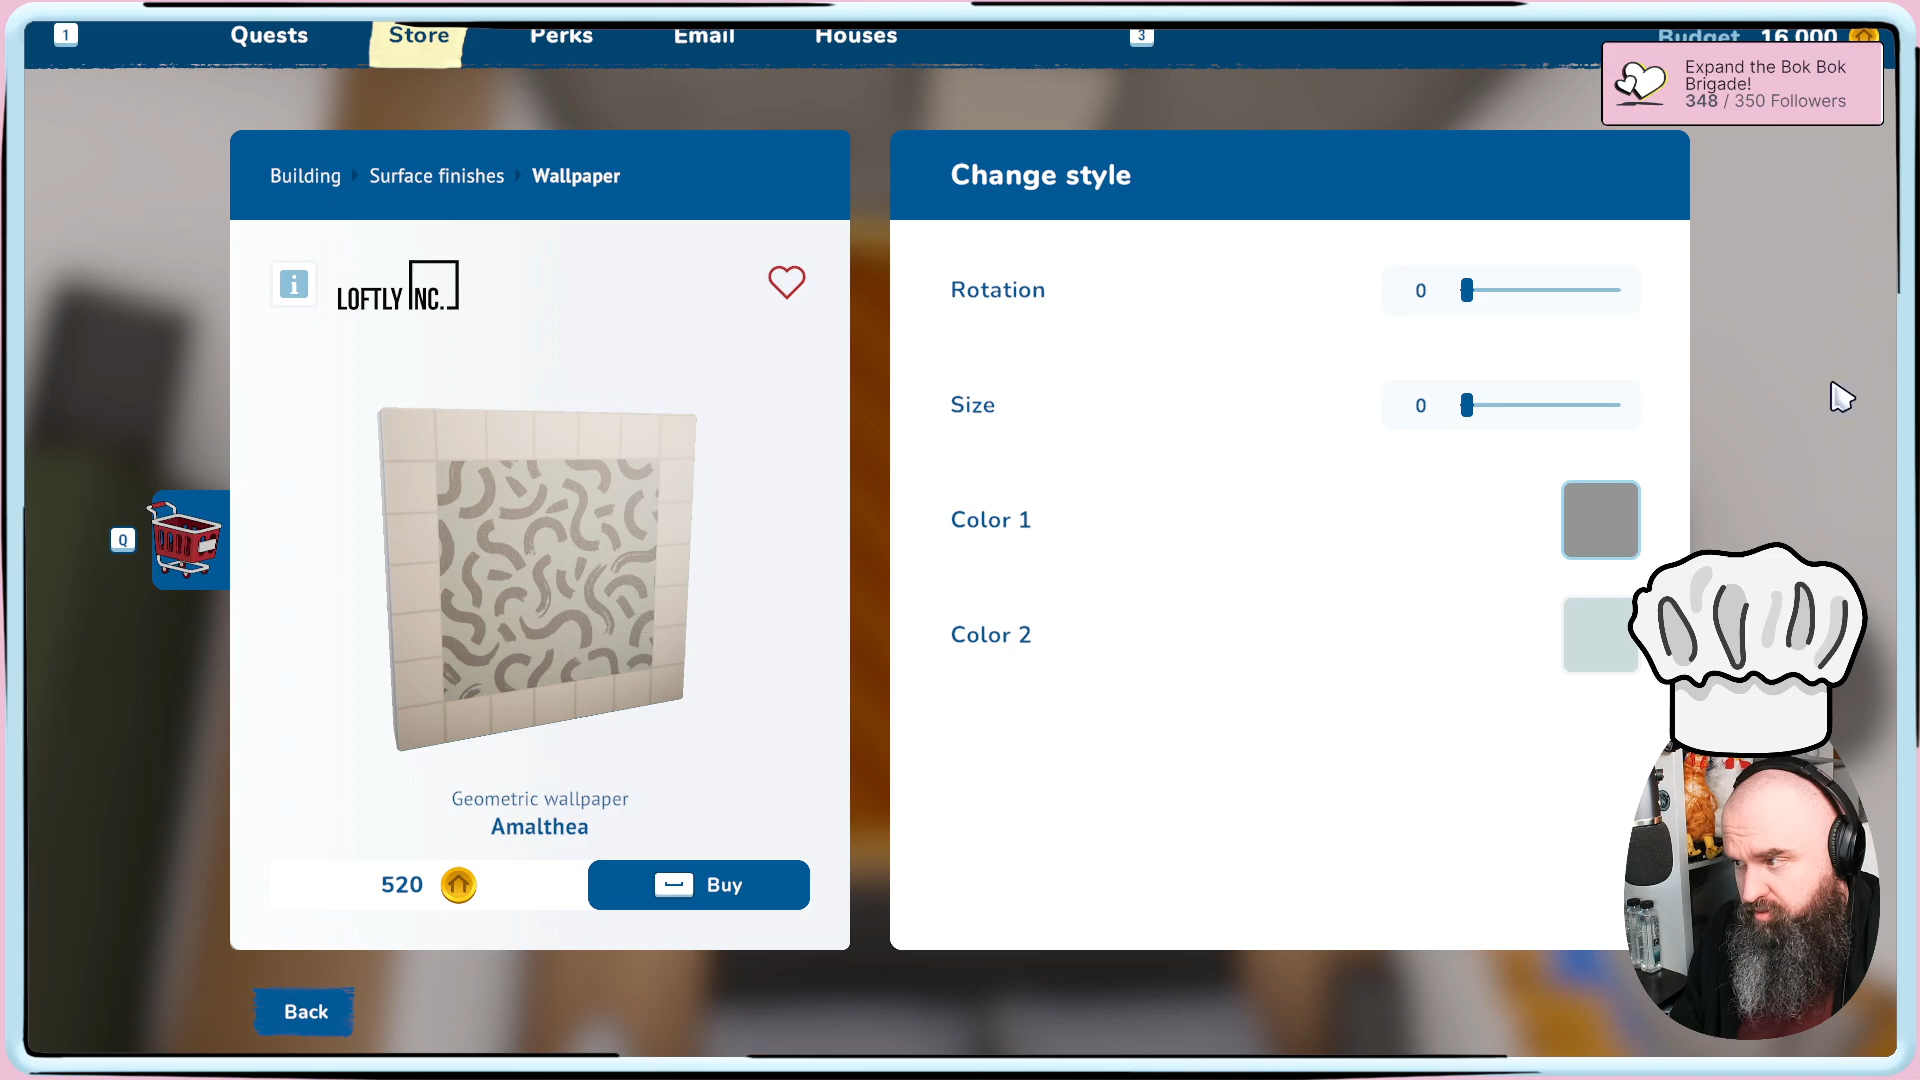 1
Quests
Store
Perks
Email
Houses
3
Budget 16 000
Expand the Bok Bok
Brigade!
348 / 350 Followers
Building
Surface finishes
Wallpaper
Change style
i
LOFTLY INC.
Rotation
0
Size
0
Color 1
Q
Color 2
Geometric wallpaper
Amalthea
520
Buy
Back